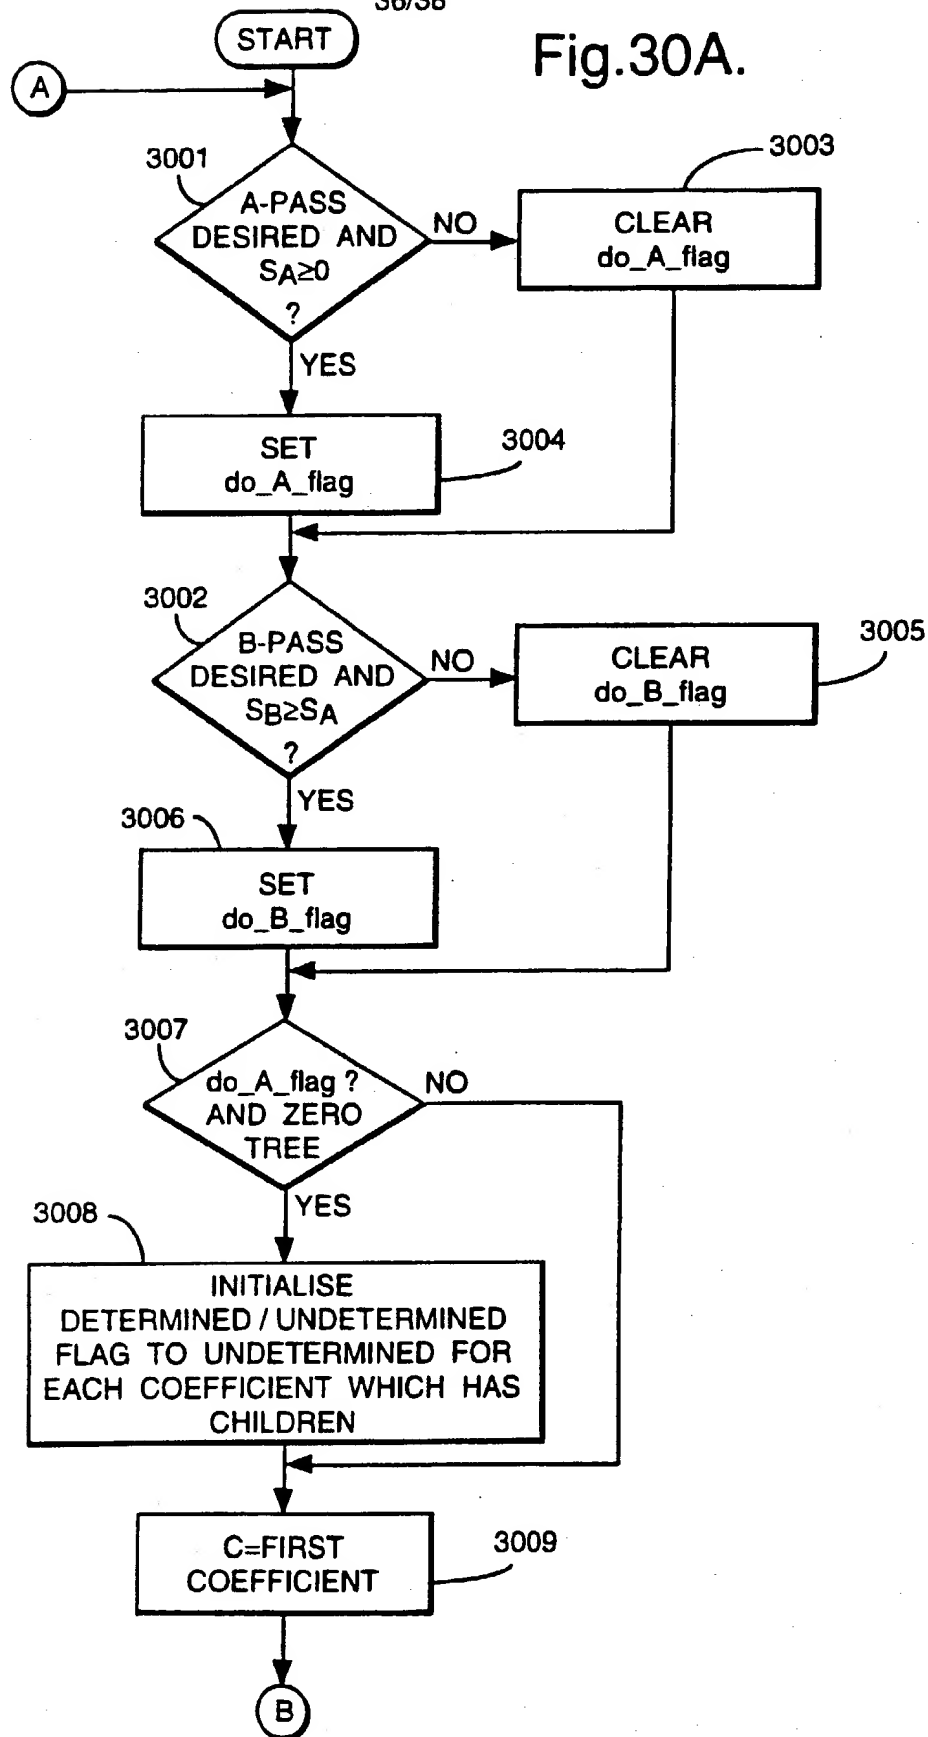 36/38
Fig.30A.
START
A
3001
A-PASS
DESIRED AND
SA≥0
?
NO
3003
CLEAR
do_A_flag
YES
SET
do_A_flag
3004
3002
B-PASS
DESIRED AND
SB≥SA
?
NO
CLEAR
do_B_flag
3005
YES
3006
SET
do_B_flag
3007
do_A_flag ?
AND ZERO
TREE
NO
YES
3008
INITIALISE
DETERMINED / UNDETERMINED
FLAG TO UNDETERMINED FOR
EACH COEFFICIENT WHICH HAS
CHILDREN
C=FIRST
COEFFICIENT
3009
B